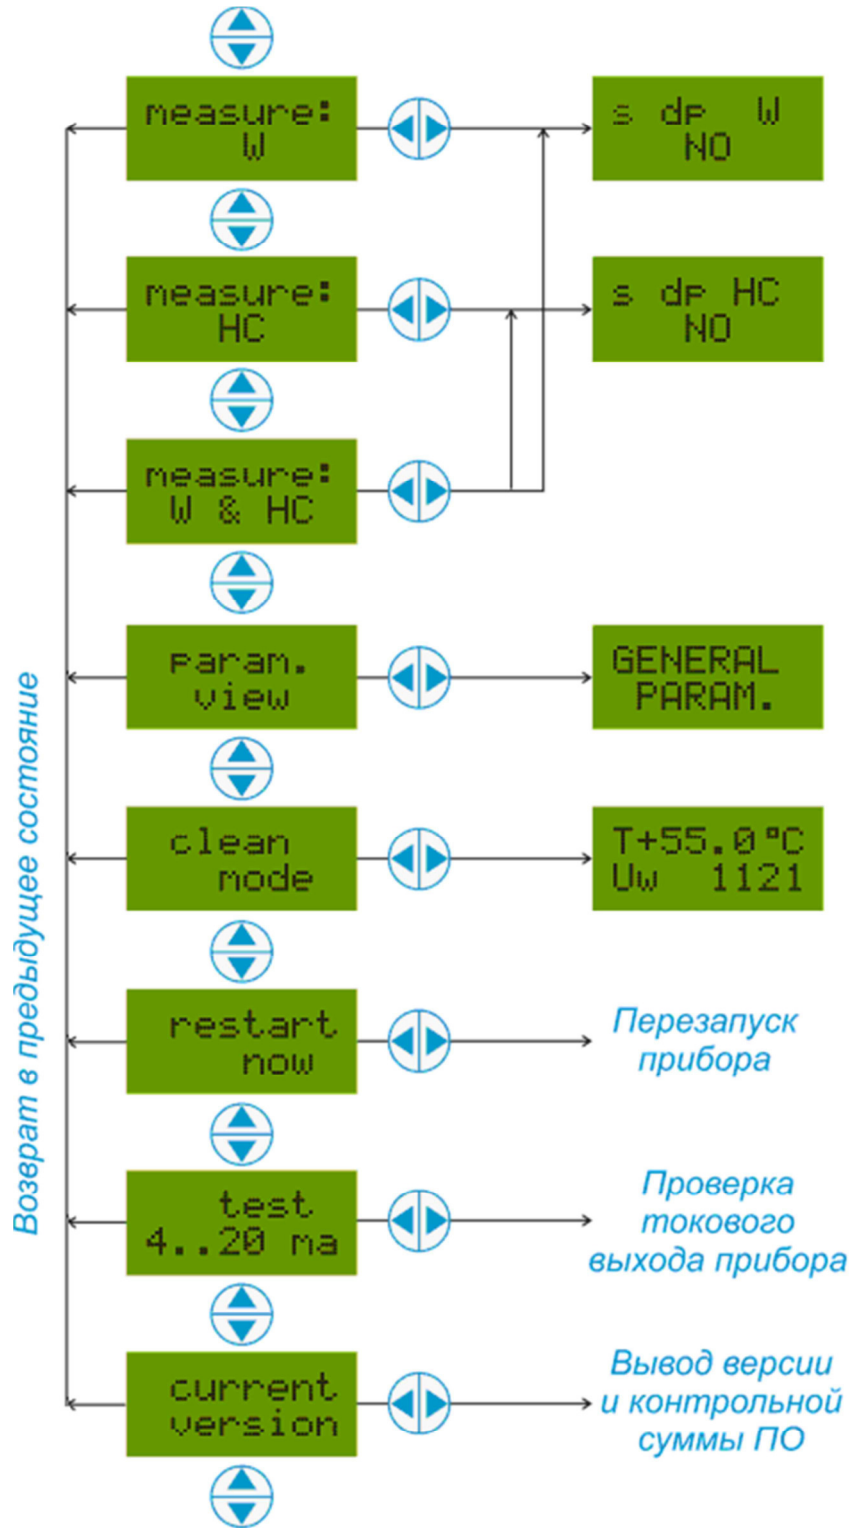 measure:
W
s dp W
NO
measure:
HC
s dp HC
NO
measure:
W & HC
param.
view
GENERAL
PARAM.
clean
mode
T+55.0°C
Uw 1121
restart
now
Перезапуск
прибора
test
4..20 ma
Проверка
токового
выхода прибора
current
version
Вывод версии
и контрольной
суммы ПО
Возврат в предыдущее состояние